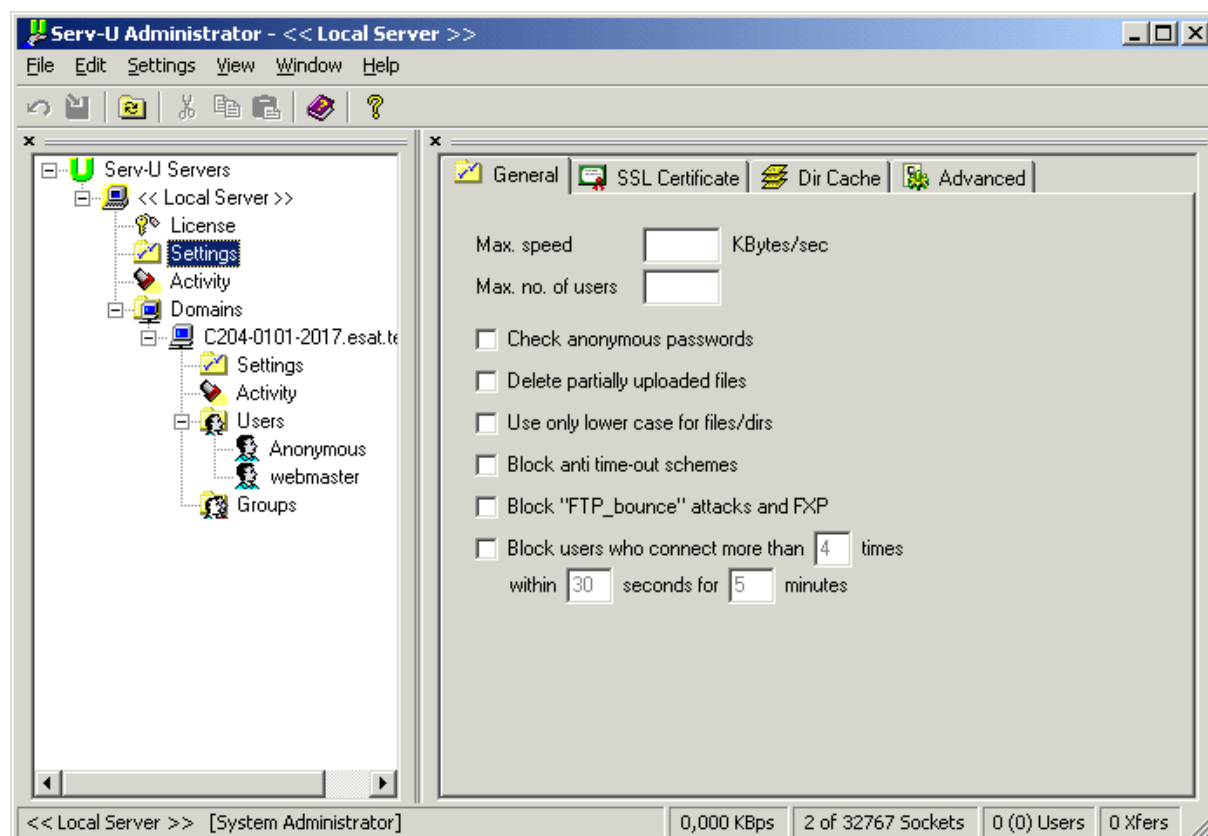 Serv-U Administrator - << Local Server >>
File Edit Settings View Window Help
Serv-U Servers
<< Local Server >>
License
Settings
Activity
Domains
C204-0101-2017.esat.te
Settings
Activity
Users
Anonymous
webmaster
Groups
General SSL Certificate Dir Cache Advanced
Max. speed KBytes/sec
Max. no. of users
Check anonymous passwords
Delete partially uploaded files
Use only lower case for files/dirs
Block anti time-out schemes
Block "FTP_bounce" attacks and FXP
Block users who connect more than 4 times
within 30 seconds for 5 minutes
<< Local Server >> [System Administrator] 0,000 KBps 2 of 32767 Sockets 0 (0) Users 0 Xfers